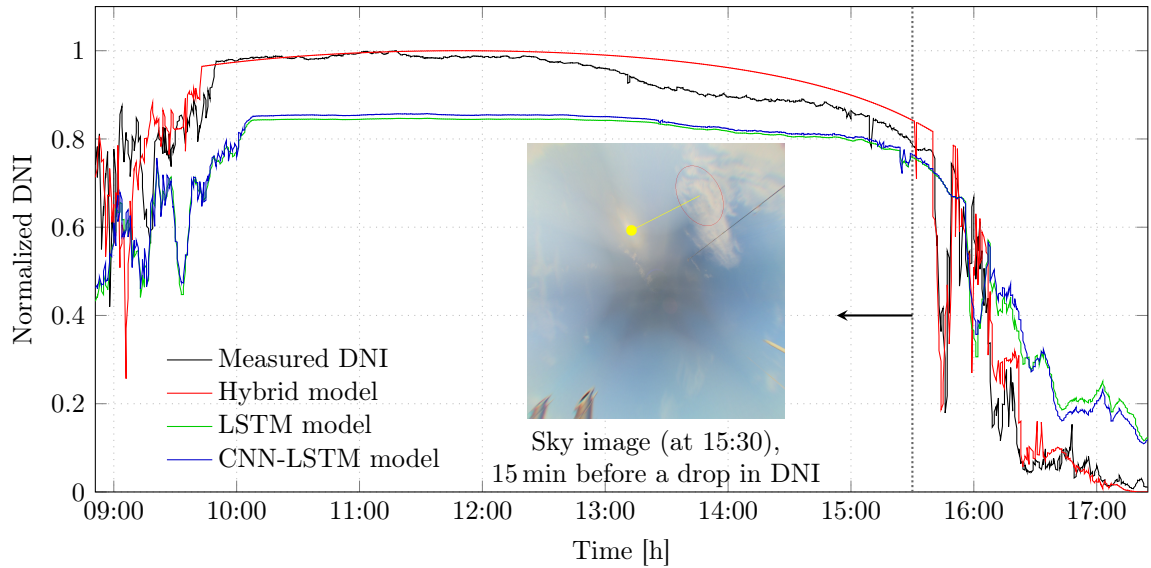 Normalized DNI
1
0.8
0.6
0.4
0.2
0
Measured DNI
Hybrid model
LSTM model
CNN-LSTM model
Sky image (at 15:30),
15 min before a drop in DNI
09:00 10:00 11:00 12:00 13:00 14:00 15:00 16:00 17:00
Time [h]